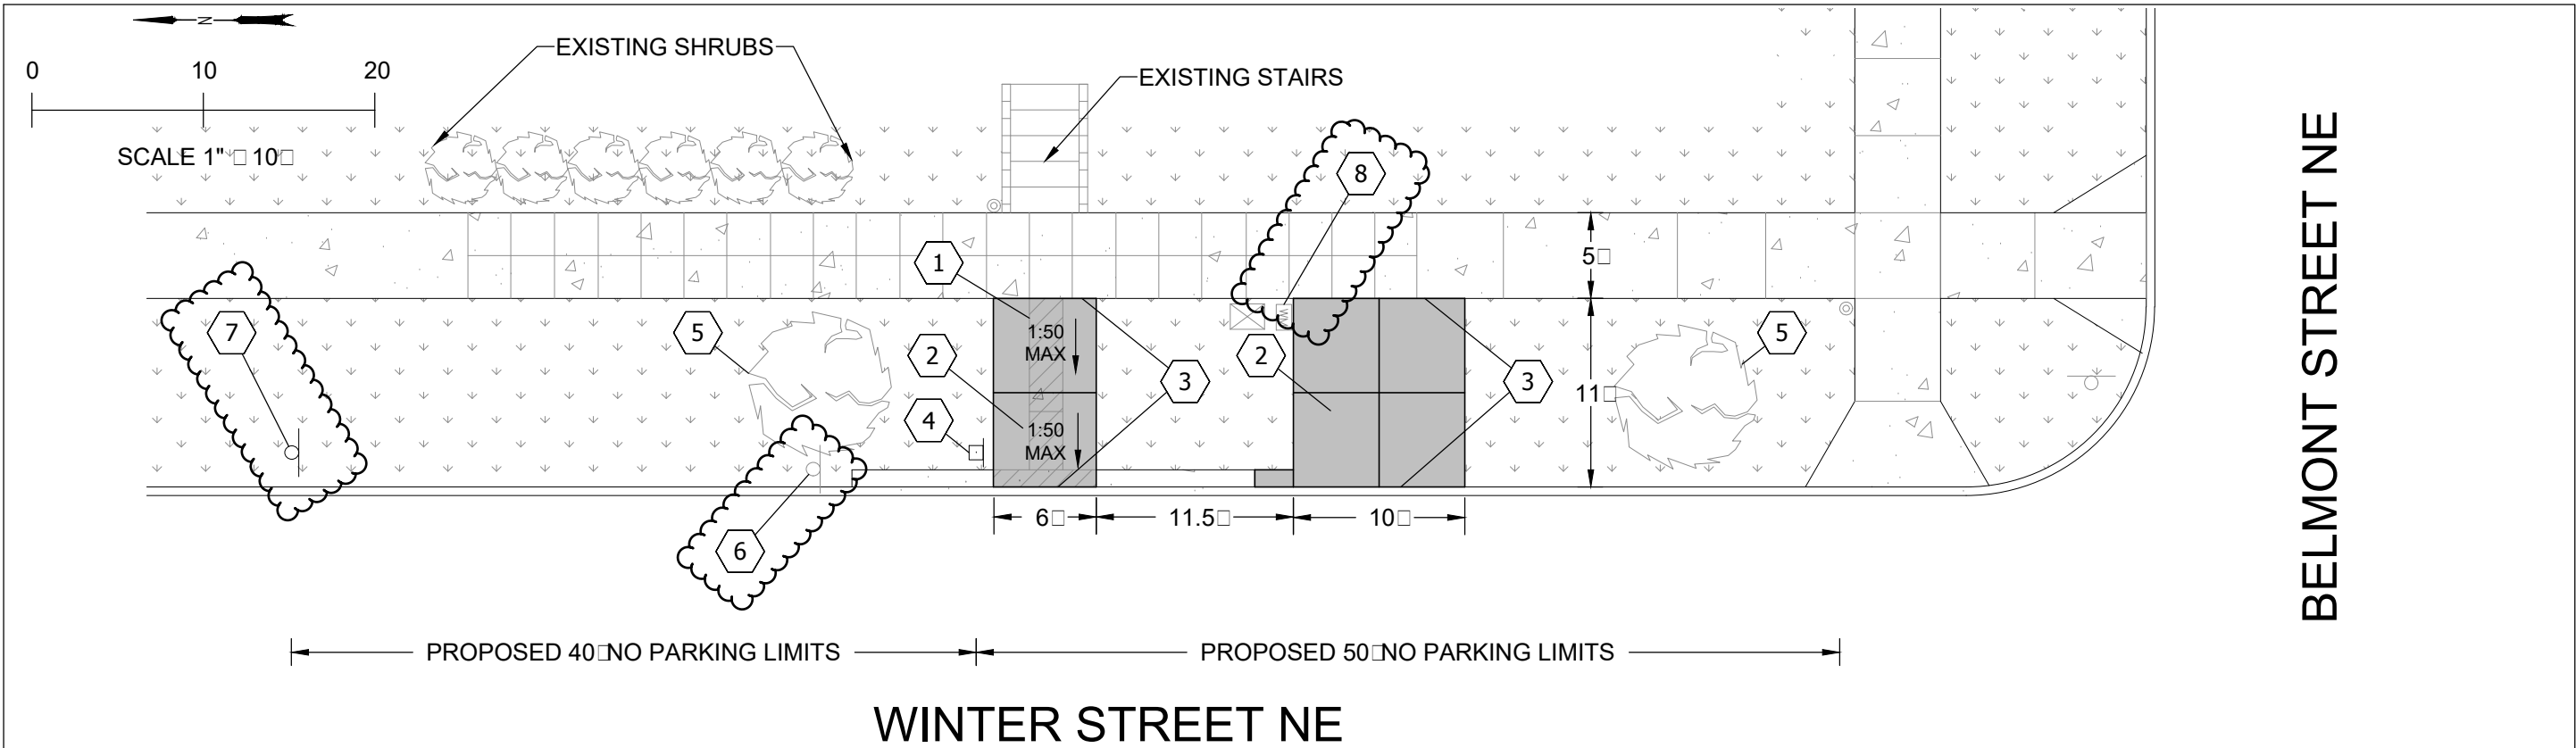 N
EXISTING SHRUBS
0 10 20
EXISTING STAIRS
SCALE 1" □ 10□
8
1
5□
7
5
2
1:50
MAX
2
3
3
5
11□
4
1:50
MAX
WM
6□
11.5□
10□
6
PROPOSED 40□NO PARKING LIMITS
PROPOSED 50□NO PARKING LIMITS
WINTER STREET NE
BELMONT STREET NE